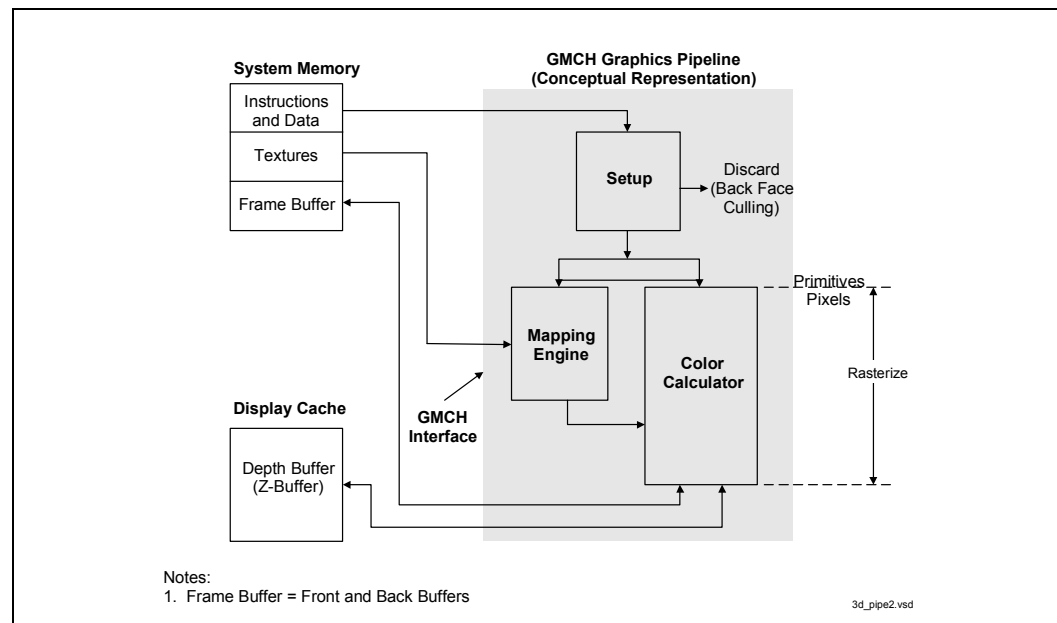 GMCH Graphics Pipeline
(Conceptual Representation)
System Memory
Instructions
and Data
Textures
Frame Buffer
Setup
Discard
(Back Face
Culling)
Primitives
Pixels
Mapping
Engine
Color
Calculator
Rasterize
GMCH
Interface
Display Cache
Depth Buffer
(Z-Buffer)
Notes:
1. Frame Buffer = Front and Back Buffers
3d_pipe2.vsd